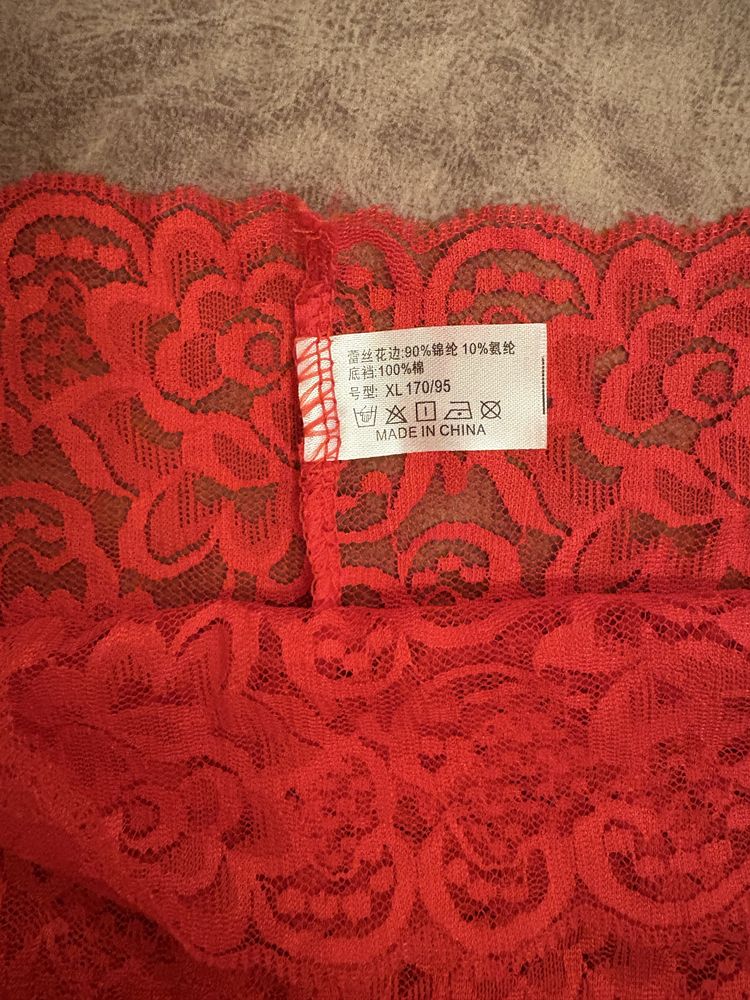 蕾丝花边:90%锦纶 10%氨纶
底裆:100%棉
号型: XL 170/95
MADE IN CHINA